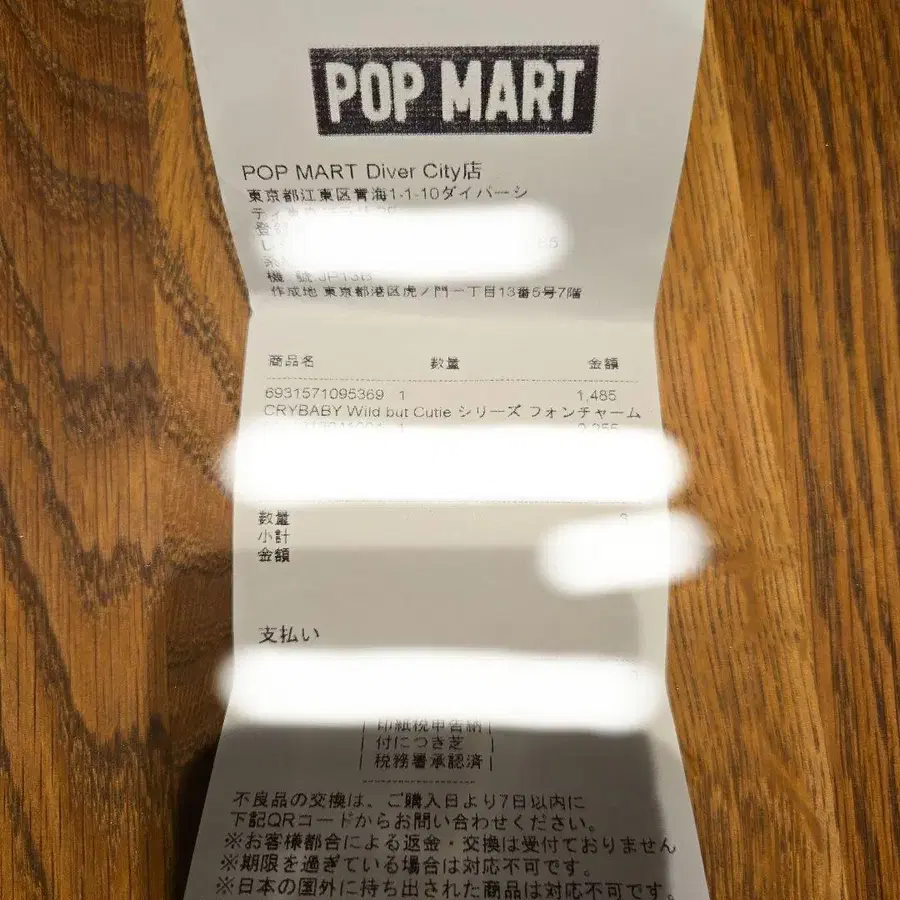 POP MART
POP MART Diver City店
東京都江東区青海1-1-10ダイバーシ
機 號:JP13B
作成地 東京都港区虎ノ門一丁目13番5号7階
商品名 数量 金額
6931571095369 1 1,485
CRYBABY Wild but Cutie シリーズ フォンチャーム
数量
小計
金額
支払い
印紙税申告納
付につき芝
税務署承認済
不良品の交換は、ご購入日より7日以内に
下記QRコードからお問い合わせください。
※お客様都合による返金・交換は受付ておりません
※期限を過ぎている場合は対応不可です。
※日本の国外に持ち出された商品は対応不可です。